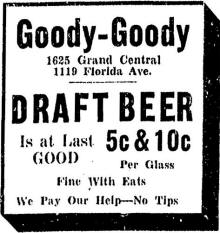 Goody-Goody
1625 Grand Central
1119 Florida Ave.
DRAFT BEER
Is at Last 5c & 10c
GOOD Per Glass
Fine With Eats
We Pay Our Help—No Tips